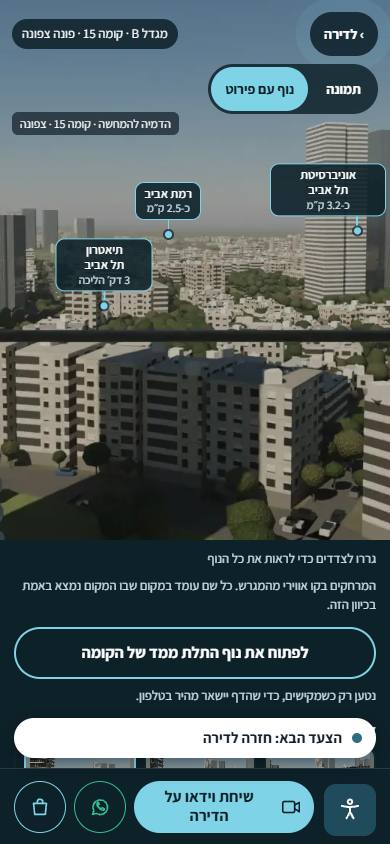 ‹ לדירה
מגדל B · קומה 15 · פונה צפונה
תמונה
נוף עם פירוט
הדמיה להמחשה · קומה 15 · צפונה
אוניברסיטת
תל אביב
כ-3.2 ק״מ
רמת אביב
כ-2.5 ק״מ
תיאטרון
תל אביב
3 דק׳ הליכה
גררו לצדדים כדי לראות את כל הנוף
המרחקים בקו אווירי מהמגרש. כל שם עומד במקום שבו המקום נמצא באמת
בכיוון הזה.
לפתוח את נוף התלת ממד של הקומה
נטען רק כשמקישים, כדי שהדף יישאר מהיר בטלפון.
הצעד הבא: חזרה לדירה
שיחת וידאו על
הדירה